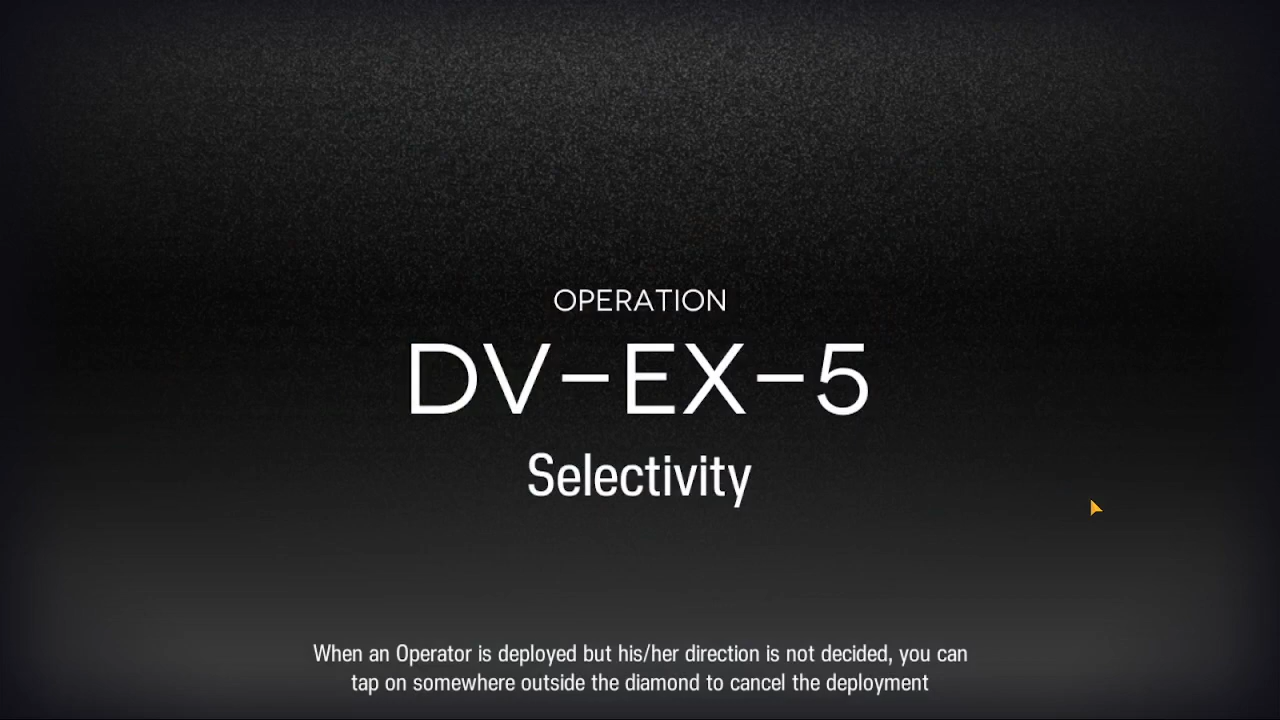 OPERATION
DV-EX-5
Selectivity
When an Operator is deployed but his/her direction is not decided, you can
tap on somewhere outside the diamond to cancel the deployment